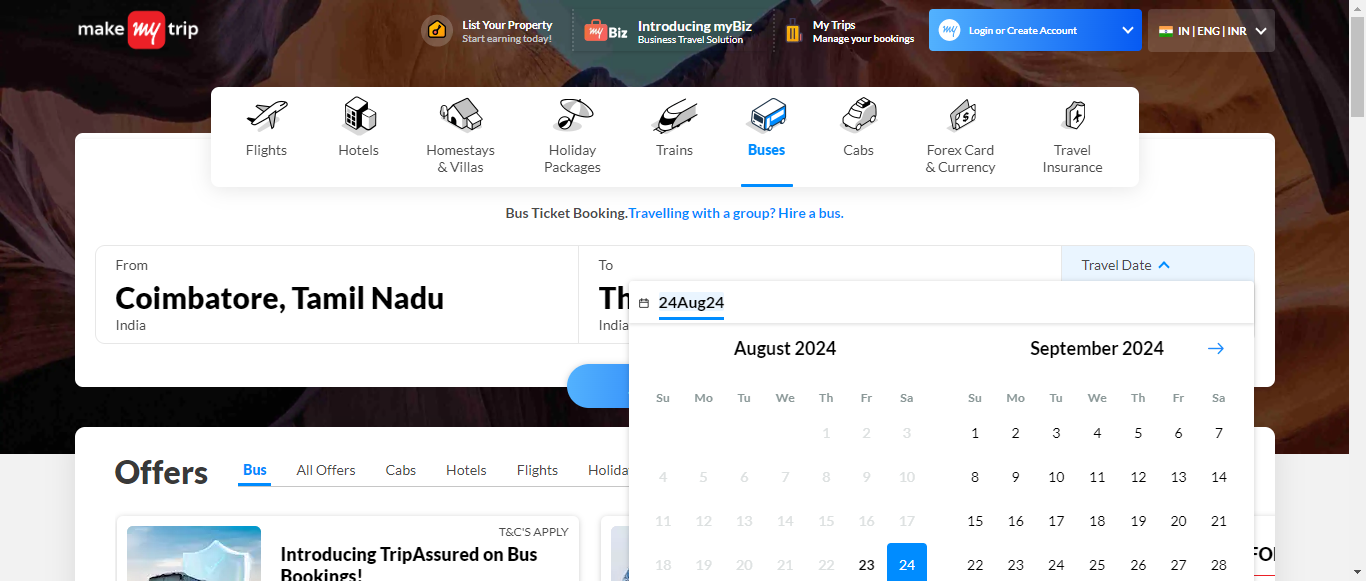 make my trip
List Your Property
Start earning today!
my Biz
Introducing myBiz
Business Travel Solution
My Trips
Manage your bookings
my
Login or Create Account
IN | ENG | INR
Flights
Hotels
Homestays
& Villas
Holiday
Packages
Trains
Buses
Cabs
Forex Card
& Currency
Travel
Insurance
Bus Ticket Booking.Travelling with a group? Hire a bus.
From
Coimbatore, Tamil Nadu
India
To
Th
India
Travel Date
24Aug24
August 2024
Su Mo Tu We Th Fr Sa
1 2 3
4 5 6 7 8 9 10
11 12 13 14 15 16 17
18 19 20 21 22 23 24
September 2024
Su Mo Tu We Th Fr Sa
1 2 3 4 5 6 7
8 9 10 11 12 13 14
15 16 17 18 19 20 21
22 23 24 25 26 27 28
Offers
Bus
All Offers
Cabs
Hotels
Flights
Holida
T&C'S APPLY
Introducing TripAssured on Bus
Bookings!
FO